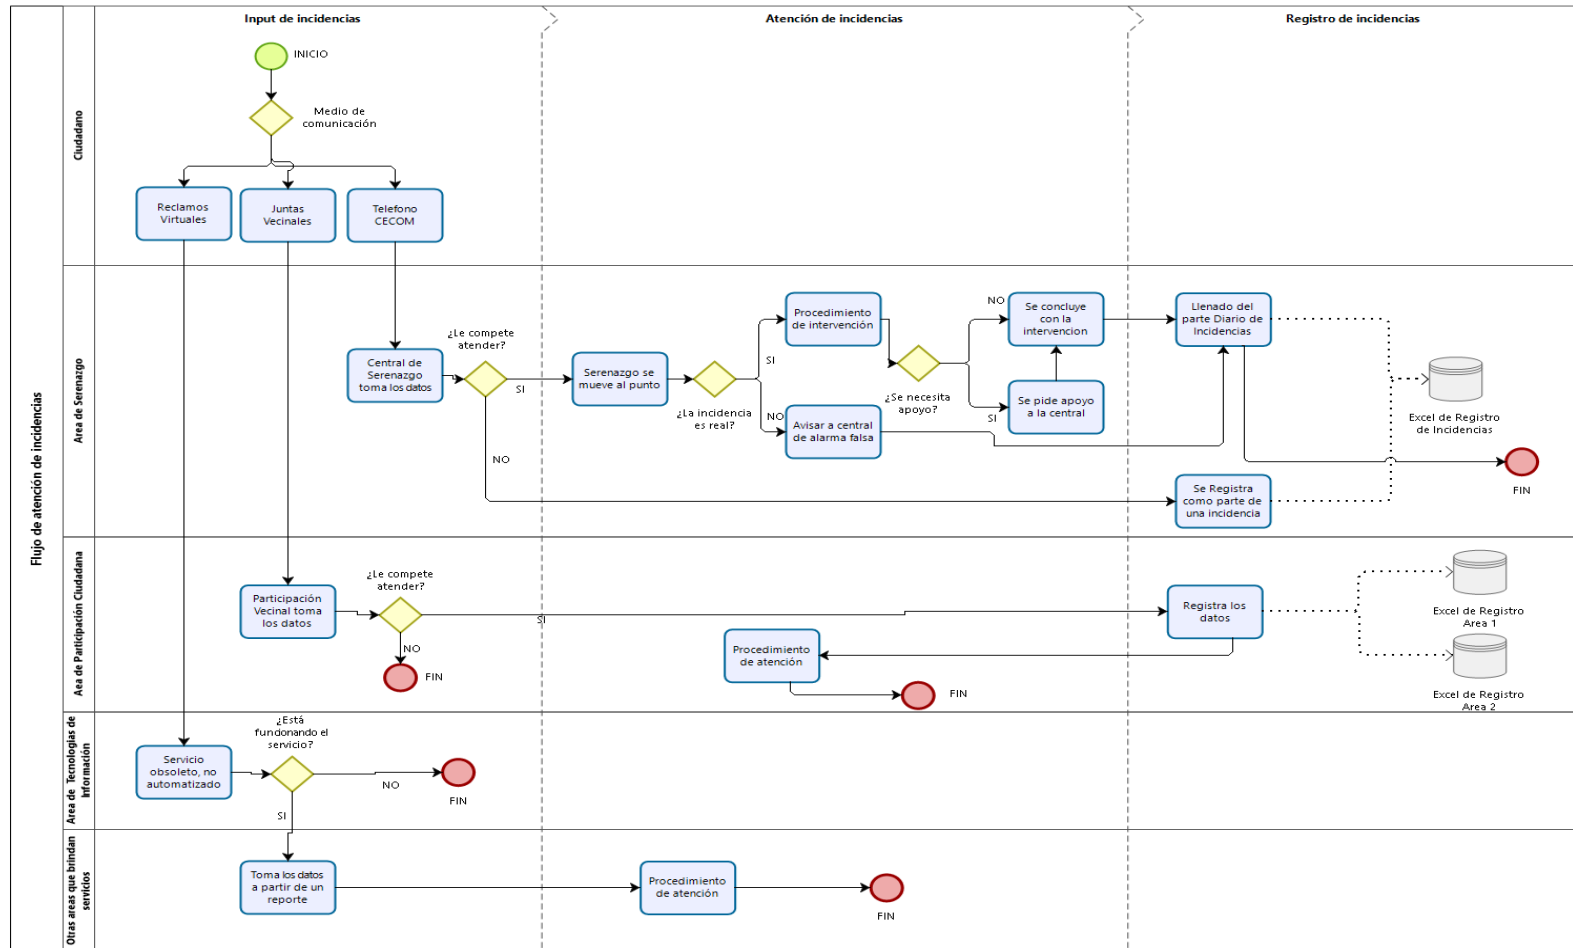 Input de incidencias
Atención de incidencias
Registro de incidencias
Flujo de atención de incidencias
Ciudadano
INICIO
Medio de
comunicación
Reclamos
Virtuales
Juntas
Vecinales
Telefono
CECOM
Area de Serenazgo
Central de
Serenazgo
toma los datos
¿Le compete
atender?
SI
NO
Serenazgo se
mueve al punto
¿La incidencia
es real?
SI
NO
Procedimiento
de intervención
Avisar a central
de alarma falsa
¿Se necesita
apoyo?
NO
SI
Se concluye
con la
intervencion
Se pide apoyo
a la central
Llenado del
parte Diario de
Incidencias
Se Registra
como parte de
una incidencia
Excel de Registro
de Incidencias
FIN
Aea de Participación Ciudadana
Participación
Vecinal toma
los datos
¿Le compete
atender?
SI
NO
FIN
Procedimiento
de atención
FIN
Registra los
datos
Excel de Registro
Area 1
Excel de Registro
Area 2
Area de Tecnologias de
Información
Servicio
obsoleto, no
automatizado
¿Está
fundonando el
servicio?
NO
FIN
SI
Otras areas que brindan
servicios
Toma los datos
a partir de un
reporte
Procedimiento
de atención
FIN